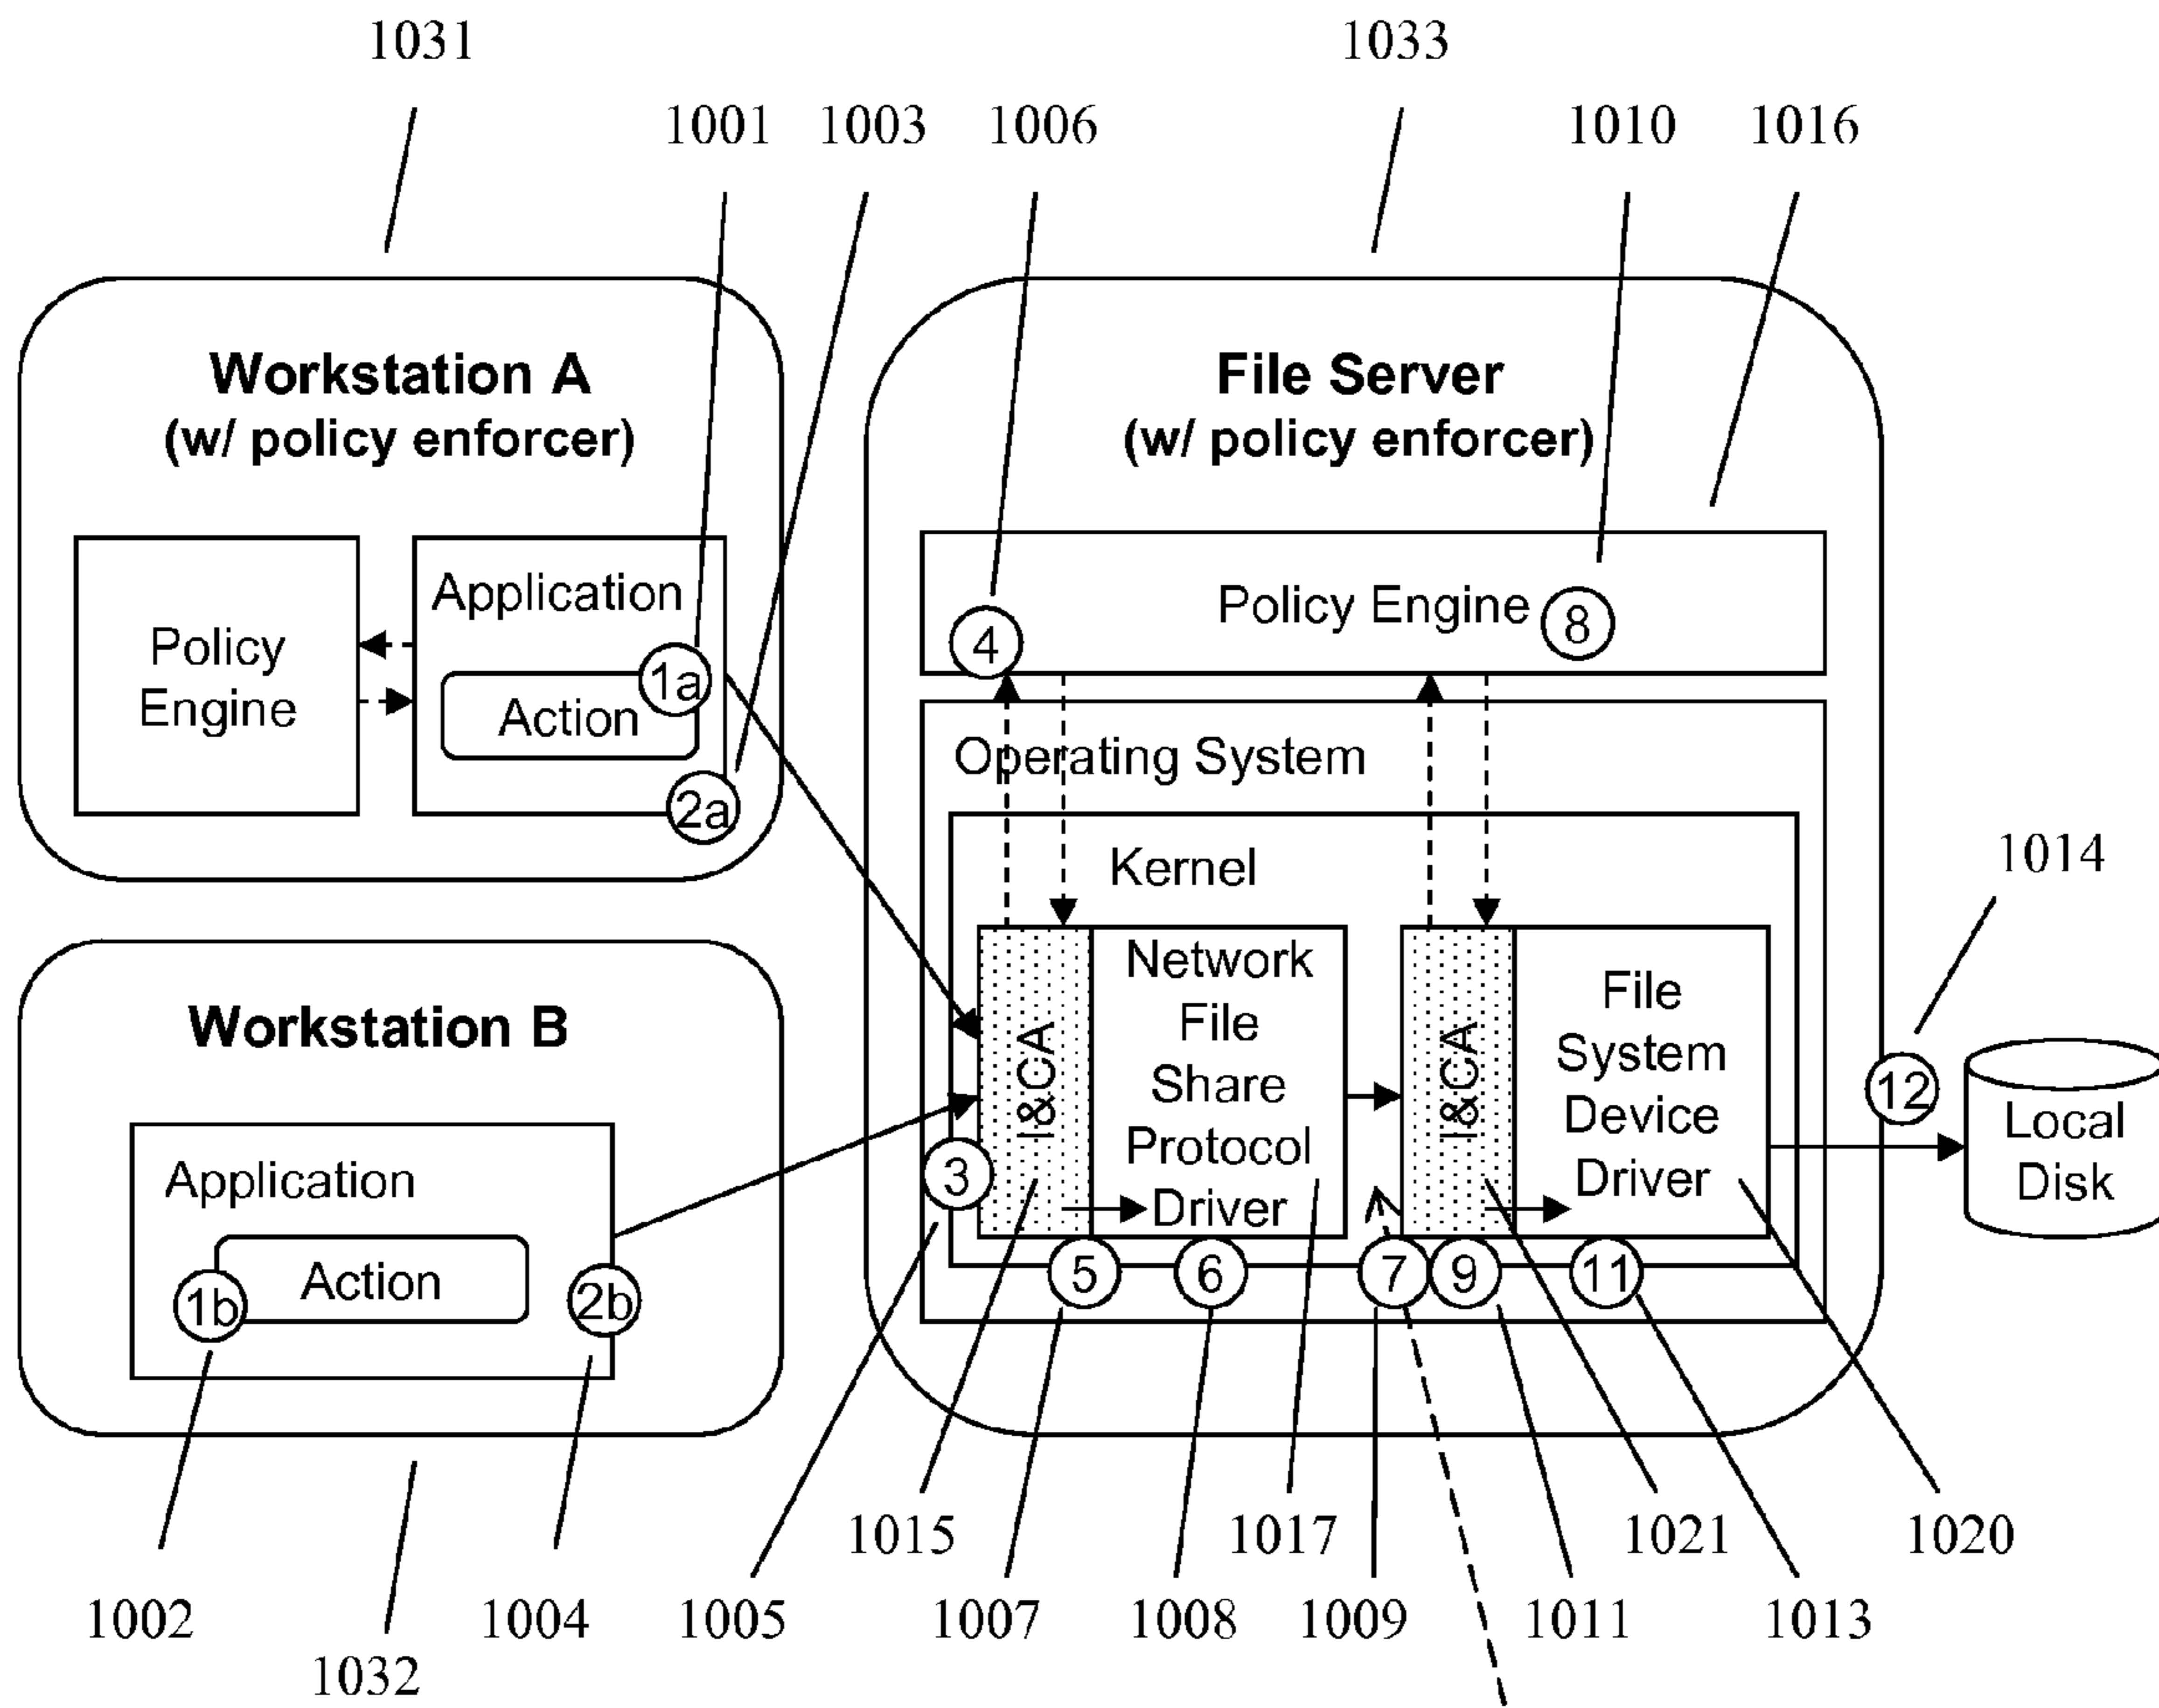 1031
1033
1001
1003
1006
1010
1016
Workstation A
(w/ policy enforcer)
Policy
Engine
Application
Action
1a
2a
File Server
(w/ policy enforcer)
Policy Engine
4
8
Operating System
Kernel
I&CA
Network
File
Share
Protocol
Driver
I&CA
File
System
Device
Driver
1014
12
Local
Disk
3
5
6
7
9
11
Workstation B
Application
Action
1b
2b
1015
1017
1021
1020
1002
1004
1005
1007
1008
1009
1011
1013
1032